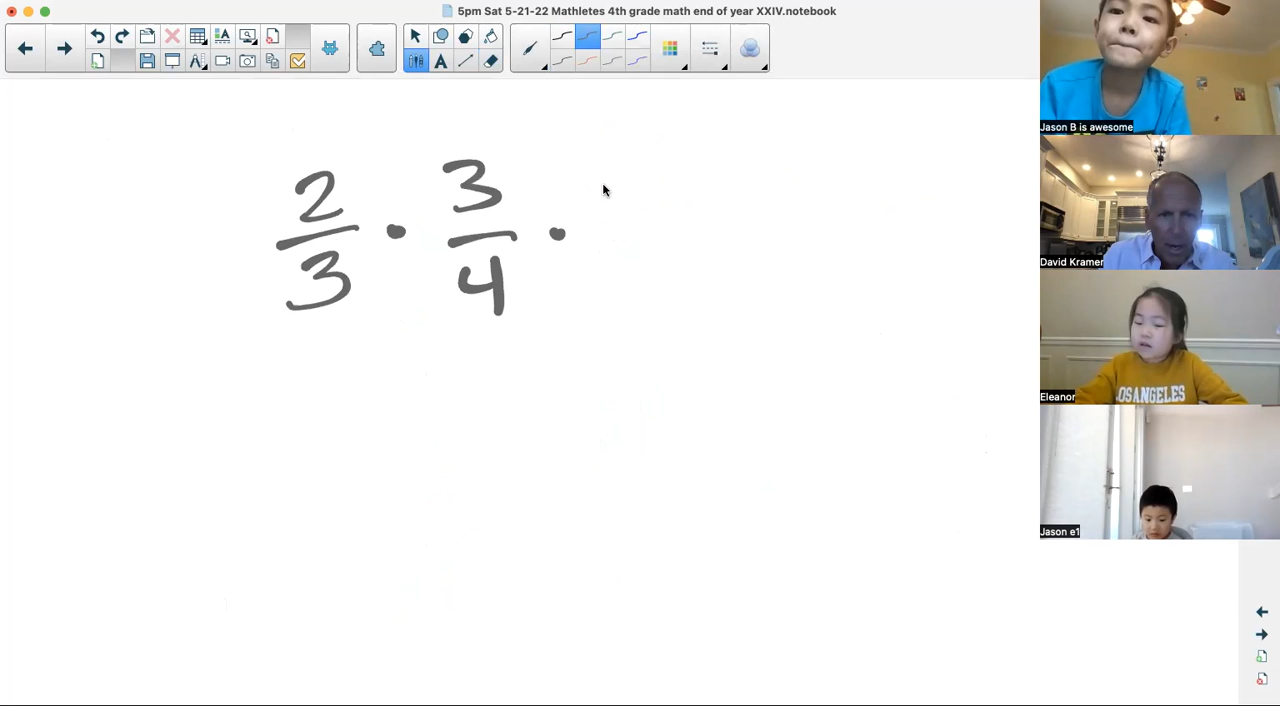 5pm Sat 5-21-22 Mathletes 4th grade math end of year XXIV.notebook
2/3 · 3/4 ·
Jason B is awesome
David Kramer
Eleanor
LOSANGELES
Jason e1